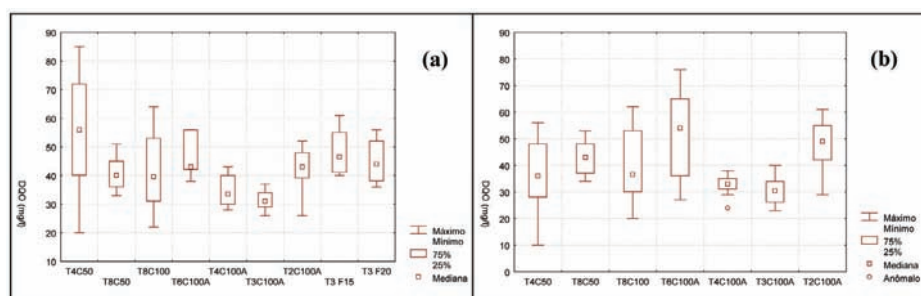 90
80
70
60
50
40
30
20
10
DQO (mg/l)
T4C50
T8C50
T8C100
T6C100A
T4C100A
T3C100A
T2C100A
T3 F15
T3 F20
(a)
Máximo
Mínimo
75%
25%
Mediana
90
80
70
60
50
40
30
20
10
0
DQO (mg/l)
T4C50
T8C50
T8C100
T6C100A
T4C100A
T3C100A
T2C100A
(b)
Máximo
Mínimo
75%
25%
Mediana
Anômalo